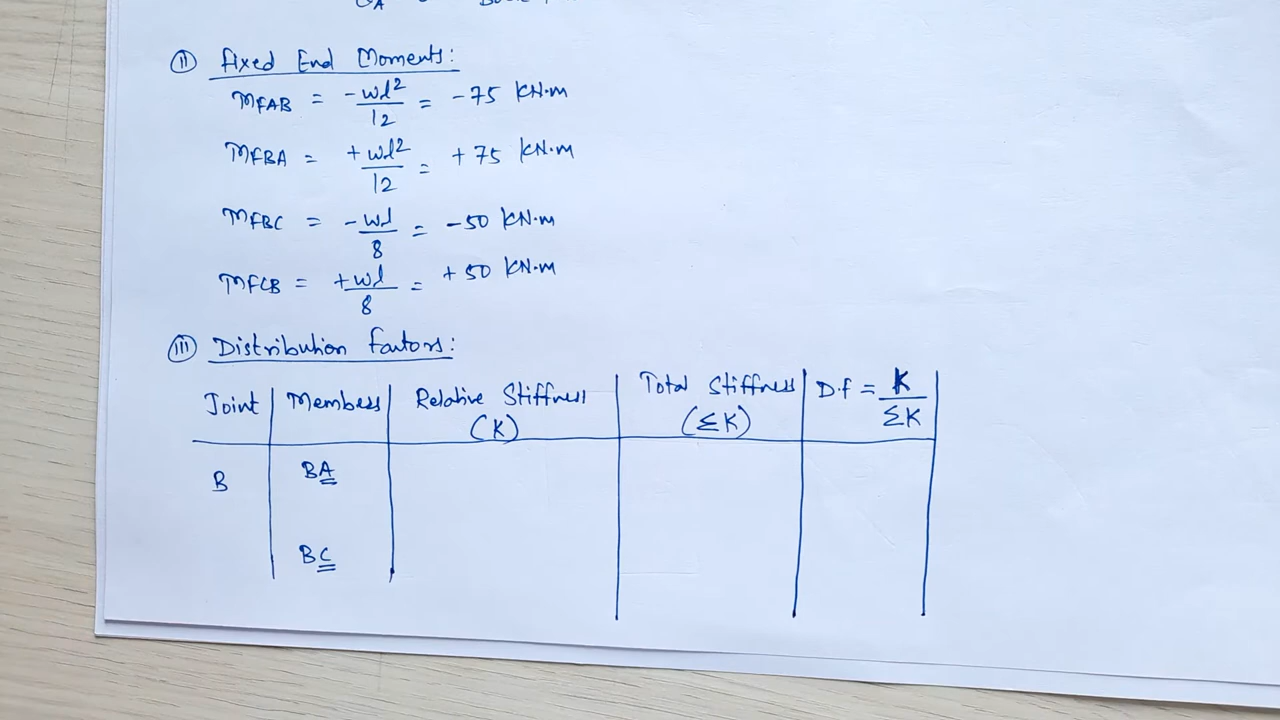 (ii) Fixed End Moments:
MFAB = -wl²/12 = -75 KN.m
MFBA = +wl²/12 = +75 KN.m
MFBC = -wl/8 = -50 KN.m
MFCB = +wl/8 = +50 KN.m
(iii) Distribution Factors:
Joint | Members | Relative Stiffness (K) | Total Stiffness (ΣK) | D.f = K/ΣK
B | BA
BC